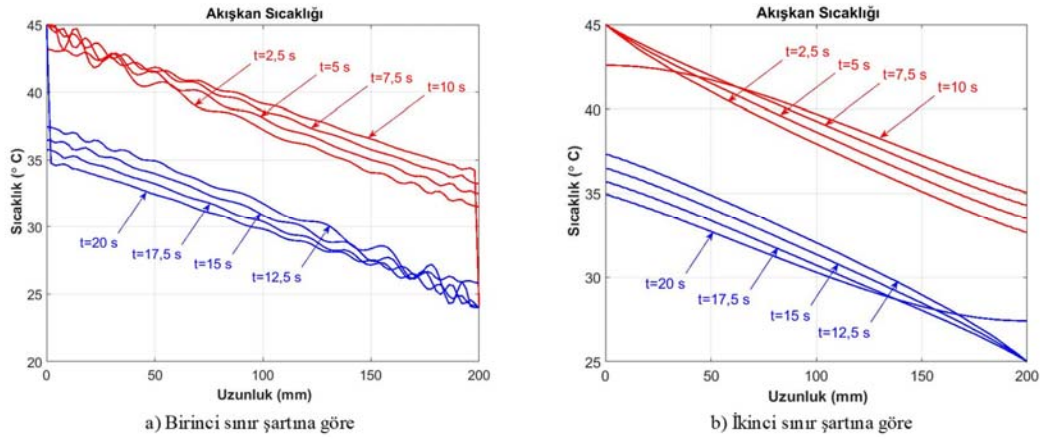 Akışkan Sıcaklığı
45
40
35
30
25
20
Sıcaklık (° C)
t=2,5 s
t=5 s
t=7,5 s
t=10 s
t=20 s
t=17,5 s
t=15 s
t=12,5 s
0
50
100
150
200
Uzunluk (mm)
a) Birinci sınır şartına göre
Akışkan Sıcaklığı
45
40
35
30
25
Sıcaklık (° C)
t=2,5 s
t=5 s
t=7,5 s
t=10 s
t=20 s
t=17,5 s
t=15 s
t=12,5 s
0
50
100
150
200
Uzunluk (mm)
b) İkinci sınır şartına göre